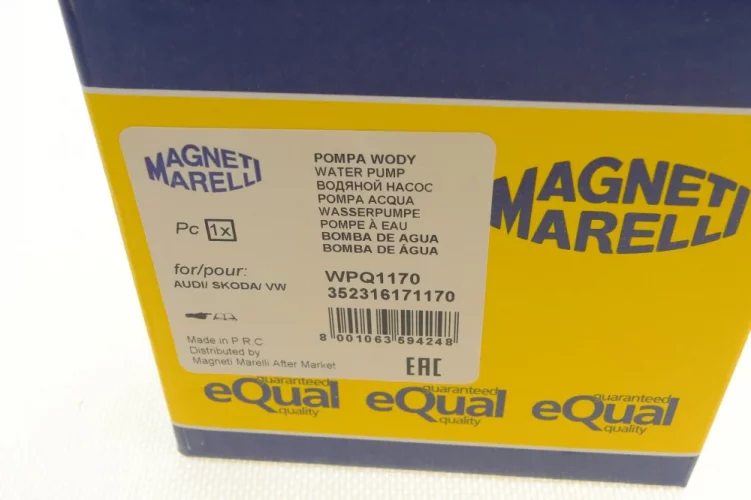 MAGNETI
MARELLI
Pc 1x
for/pour:
AUDI/ SKODA/ VW
Made in P.R.C
Distributed by
Magneti Marelli After Market
POMPA WODY
WATER PUMP
ВОДЯНОЙ НАСОС
POMPA ACQUA
WASSERPUMPE
POMPE À EAU
BOMBA DE AGUA
BOMBA DE ÁGUA
WPQ1170
352316171170
8 001063 594248
EAC
MAGNETI
MARELLI
guaranteed
eQual
quality
guaranteed
eQual
quality
guaranteed
eQual
quality